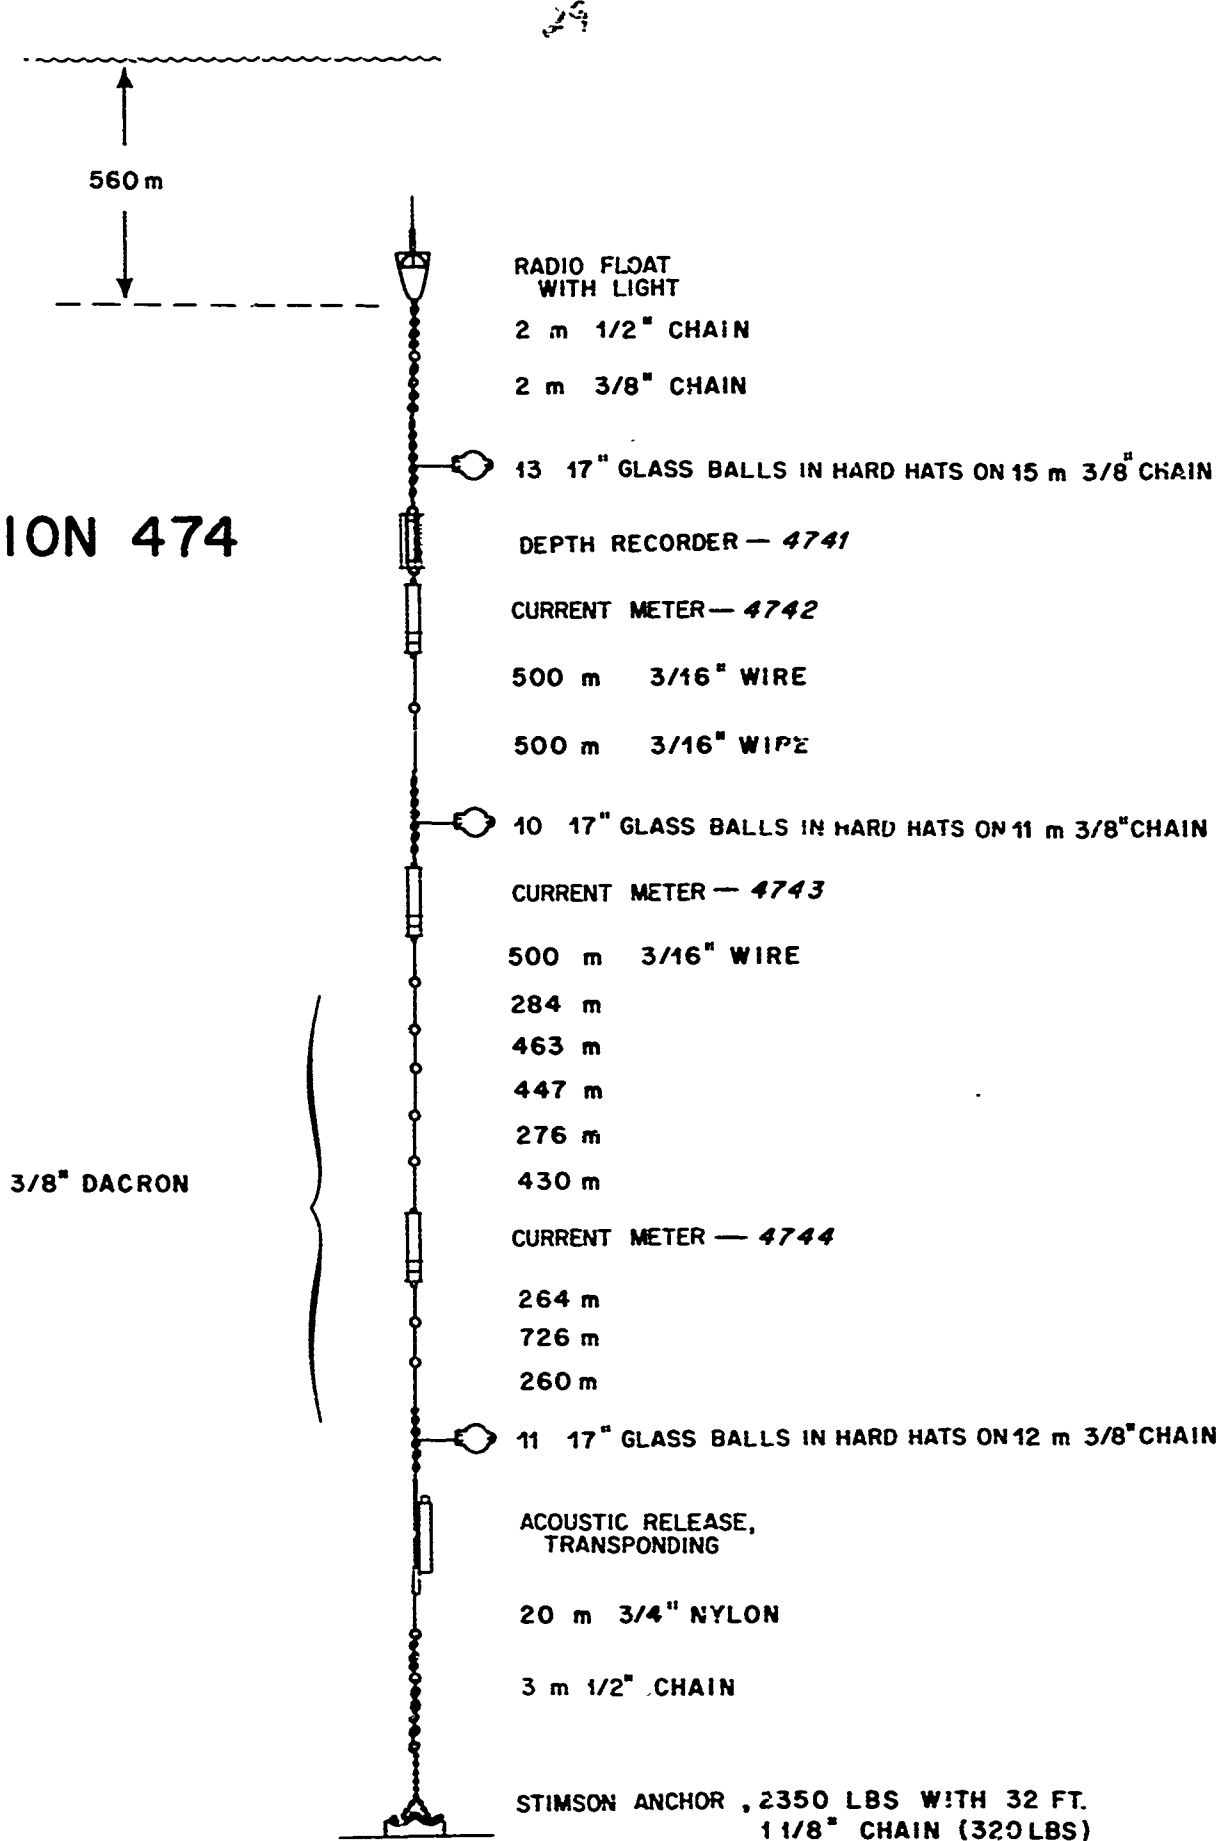 560 m
RADIO FLOAT
WITH LIGHT
2 m 1/2" CHAIN
2 m 3/8" CHAIN
13 17" GLASS BALLS IN HARD HATS ON 15 m 3/8" CHAIN
ION 474
DEPTH RECORDER — 4741
CURRENT METER — 4742
500 m 3/16" WIRE
500 m 3/16" WIRE
10 17" GLASS BALLS IN HARD HATS ON 11 m 3/8" CHAIN
CURRENT METER — 4743
500 m 3/16" WIRE
284 m
463 m
447 m
276 m
430 m
3/8" DACRON
CURRENT METER — 4744
264 m
726 m
260 m
11 17" GLASS BALLS IN HARD HATS ON 12 m 3/8" CHAIN
ACOUSTIC RELEASE,
TRANSPONDING
20 m 3/4" NYLON
3 m 1/2" CHAIN
STIMSON ANCHOR , 2350 LBS WITH 32 FT.
1 1/8" CHAIN (320 LBS)